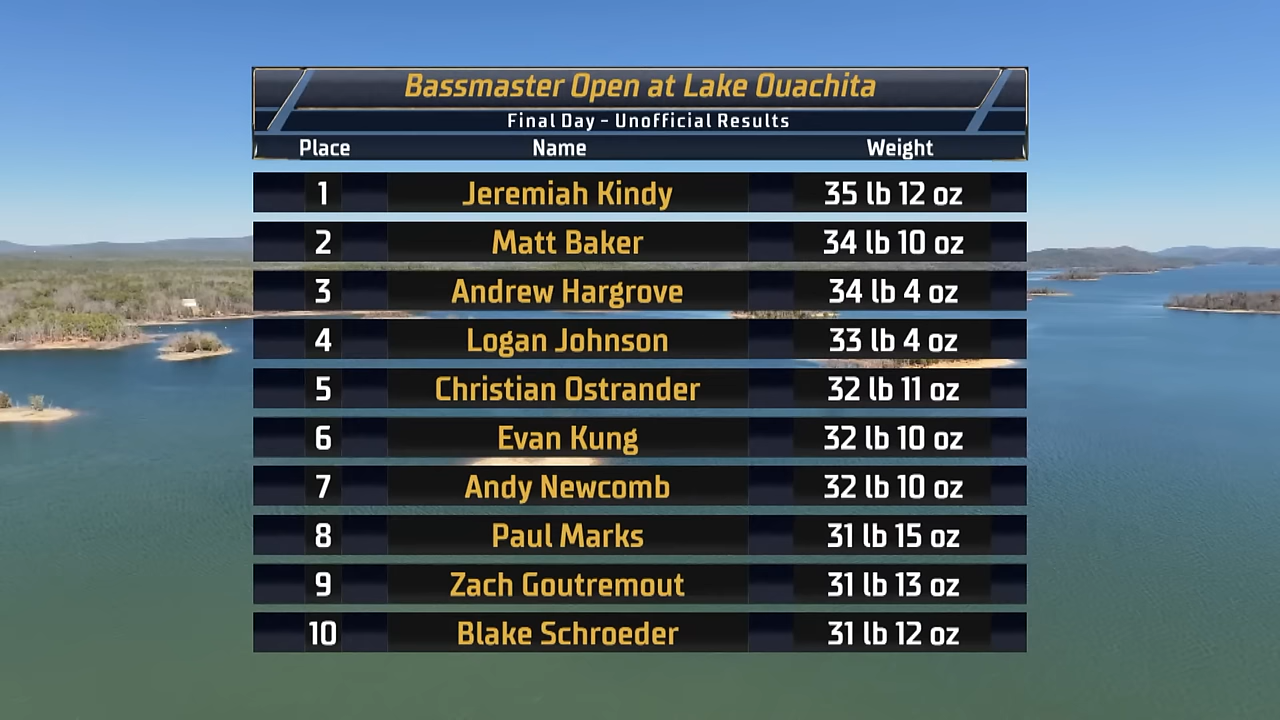 Bassmaster Open at Lake Ouachita
Final Day - Unofficial Results
Place Name Weight
1 Jeremiah Kindy 35 lb 12 oz
2 Matt Baker 34 lb 10 oz
3 Andrew Hargrove 34 lb 4 oz
4 Logan Johnson 33 lb 4 oz
5 Christian Ostrander 32 lb 11 oz
6 Evan Kung 32 lb 10 oz
7 Andy Newcomb 32 lb 10 oz
8 Paul Marks 31 lb 15 oz
9 Zach Goutremout 31 lb 13 oz
10 Blake Schroeder 31 lb 12 oz